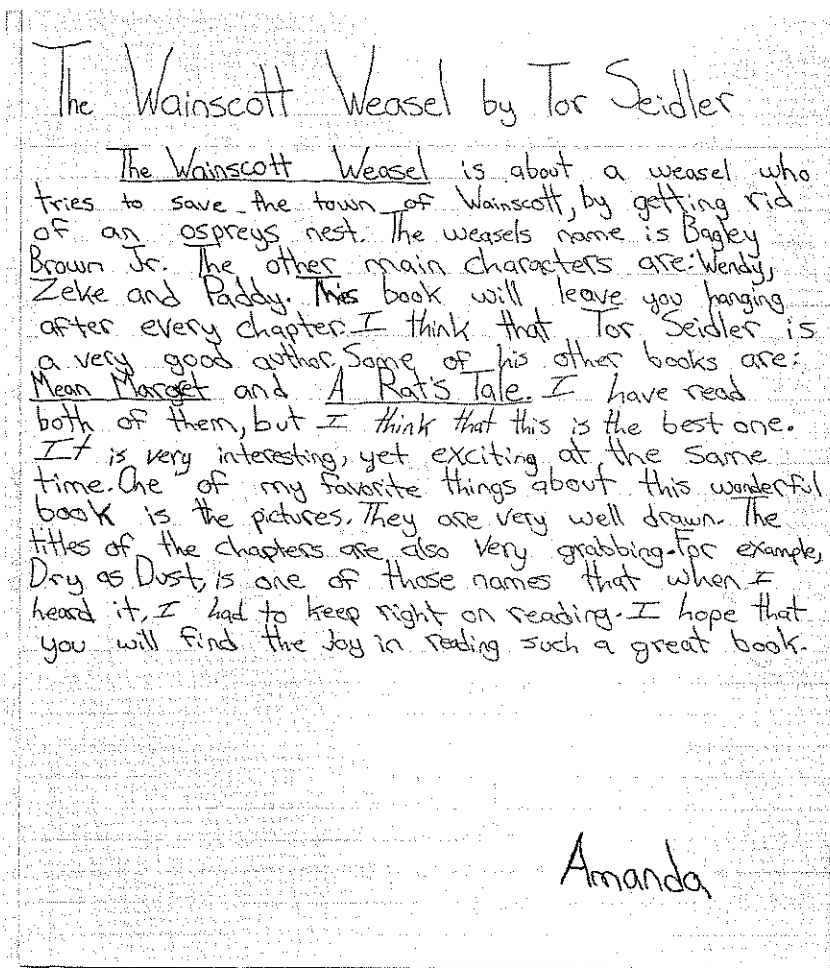 The Wainscott Weasel by Tor Seidler
The Wainscott Weasel is about a weasel who
tries to save the town of Wainscott, by getting rid
of an ospreys nest. The weasels name is Bagley
Brown Jr. The other main characters are: Wendy,
Zeke and Paddy. This book will leave you hanging
after every chapter. I think that Tor Seidler is
a very good author. Some of his other books are:
Mean Marget and A Rat's Tale. I have read
both of them, but I think that this is the best one.
It is very interesting, yet exciting at the same
time. One of my favorite things about this wonderful
book is the pictures. They are very well drawn. The
titles of the chapters are also very grabbing. For example,
Dry as Dust, is one of those names that when I
heard it, I had to keep right on reading. I hope that
you will find the joy in reading such a great book.
Amanda